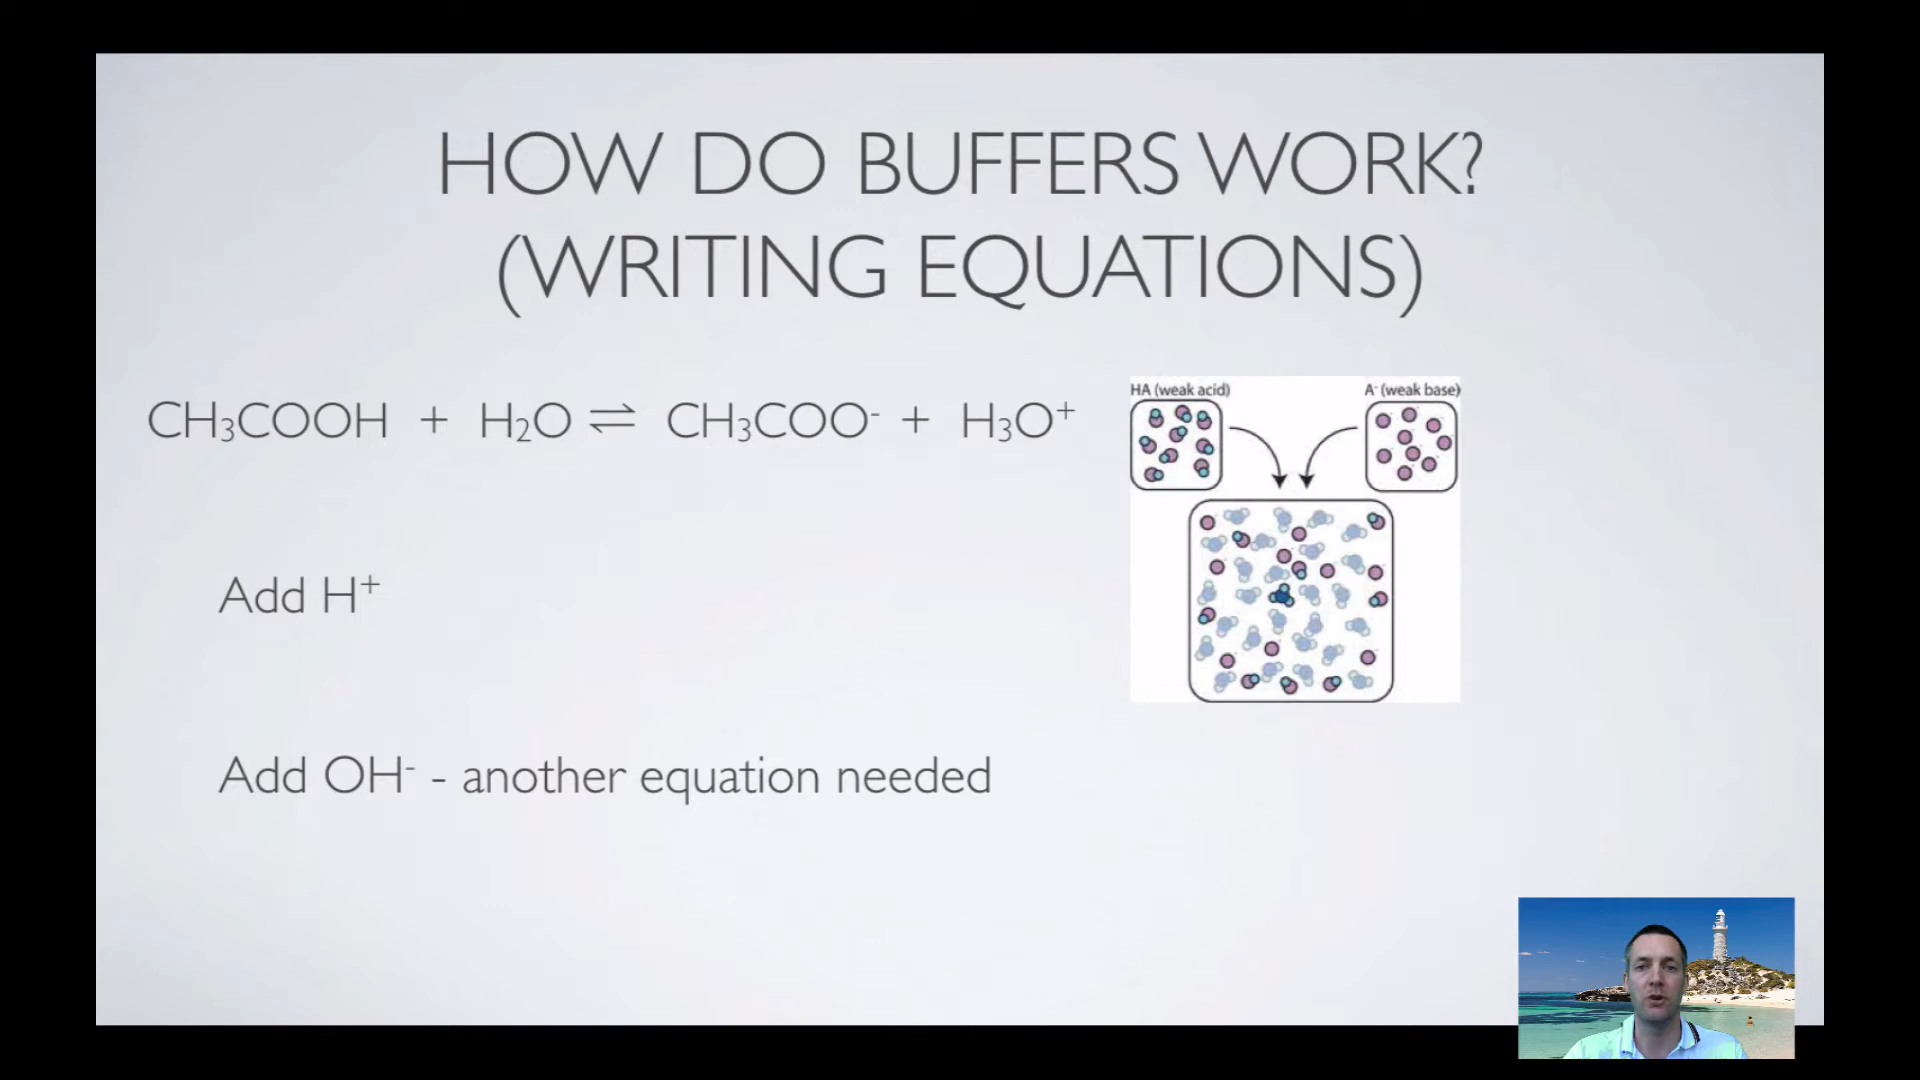 HOW DO BUFFERS WORK?
(WRITING EQUATIONS)
CH₃COOH + H₂O ⇌ CH₃COO⁻ + H₃O⁺
HA (weak acid)
A⁻ (weak base)
Add H⁺
Add OH⁻ - another equation needed